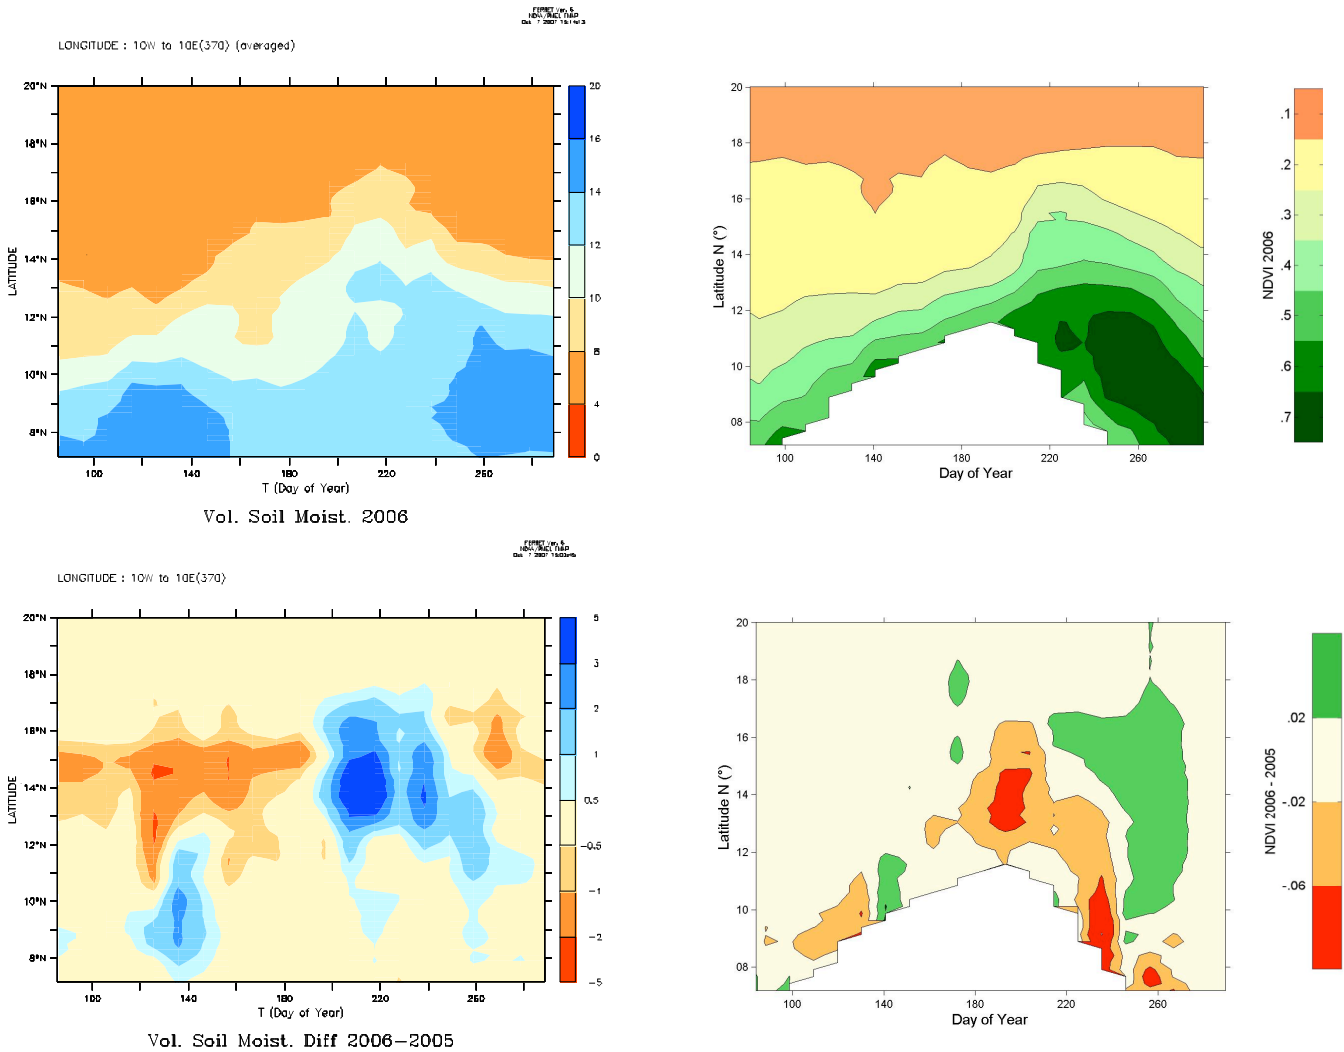 LONGITUDE : 10W to 10E(370) (averaged)
20°N
18°N
16°N
14°N
12°N
10°N
8°N
LATITUDE
100
140
180
220
260
T (Day of Year)
Vol. Soil Moist. 2006
20
16
14
12
10
8
4
0
20
18
16
14
12
10
08
Latitude N (°)
100
140
180
220
260
Day of Year
.1
.2
.3
.4
.5
.6
.7
NDVI 2006
LONGITUDE : 10W to 10E(370)
20°N
18°N
16°N
14°N
12°N
10°N
8°N
LATITUDE
100
140
180
220
260
T (Day of Year)
Vol. Soil Moist. Diff 2006-2005
5
3
2
1
0.5
-0.5
-1
-2
-5
20
18
16
14
12
10
08
Latitude N (°)
100
140
180
220
260
Day of Year
.02
-.02
-.06
NDVI 2006 - 2005